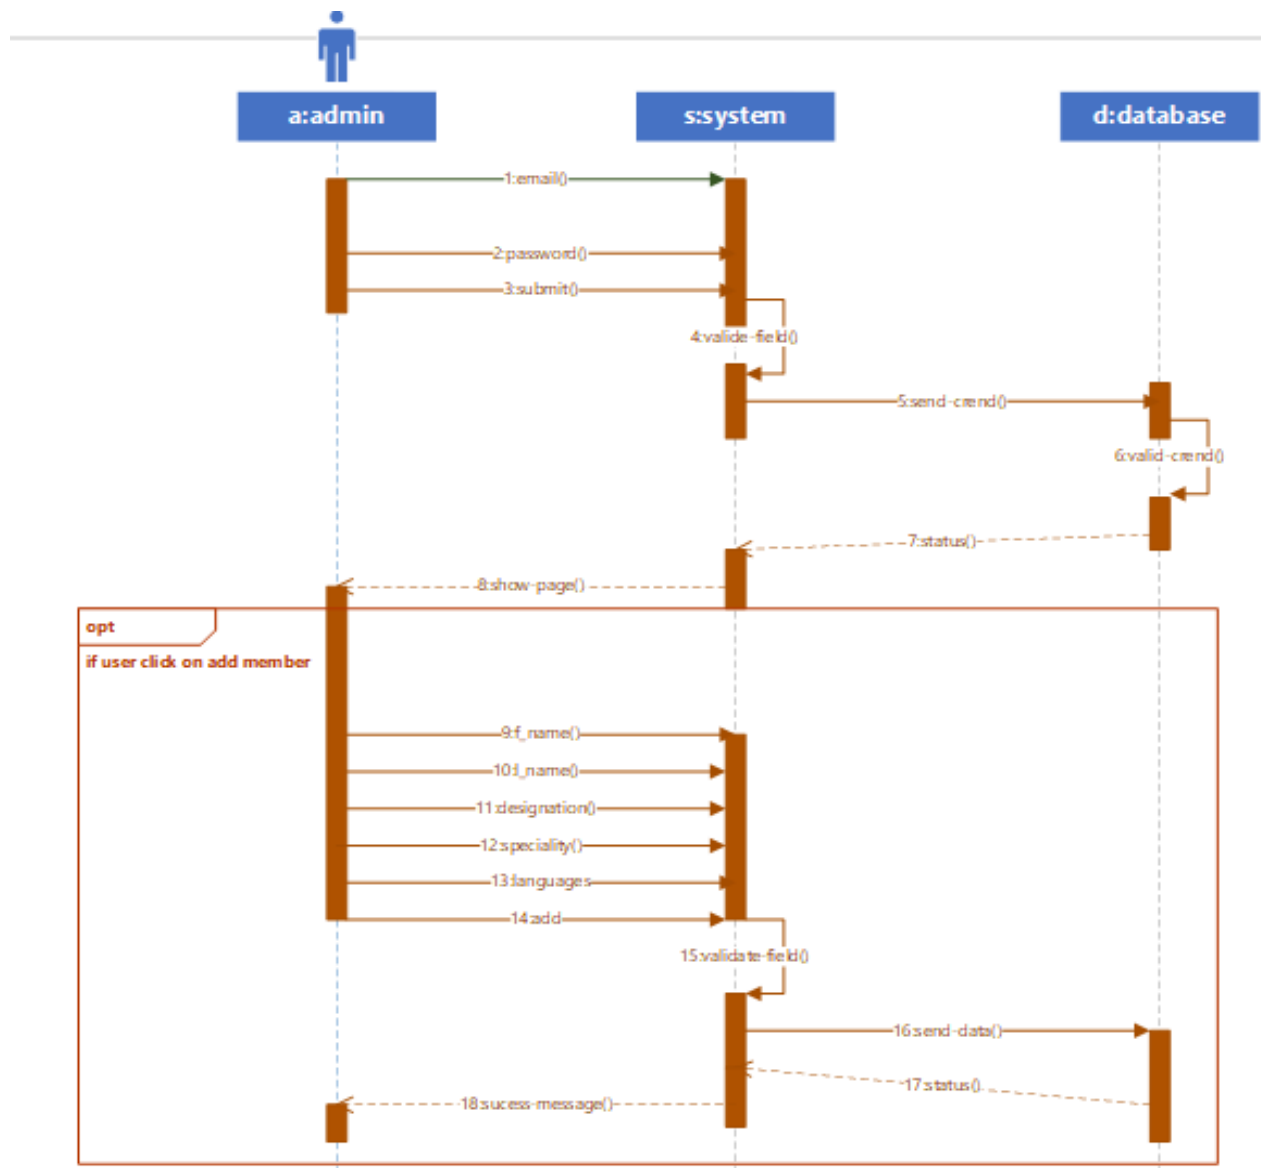 a:admin
s:system
d:database
1:email()
2:password()
3:submit()
4:valide-field()
5:send-crend()
6:valid-crend()
7:status()
8:show-page()
opt
if user click on add member
9:f_name()
10:l_name()
11:designation()
12:speciality()
13:languages
14:add
15:validate-field()
16:send-data()
17:status()
18:sucess-message()